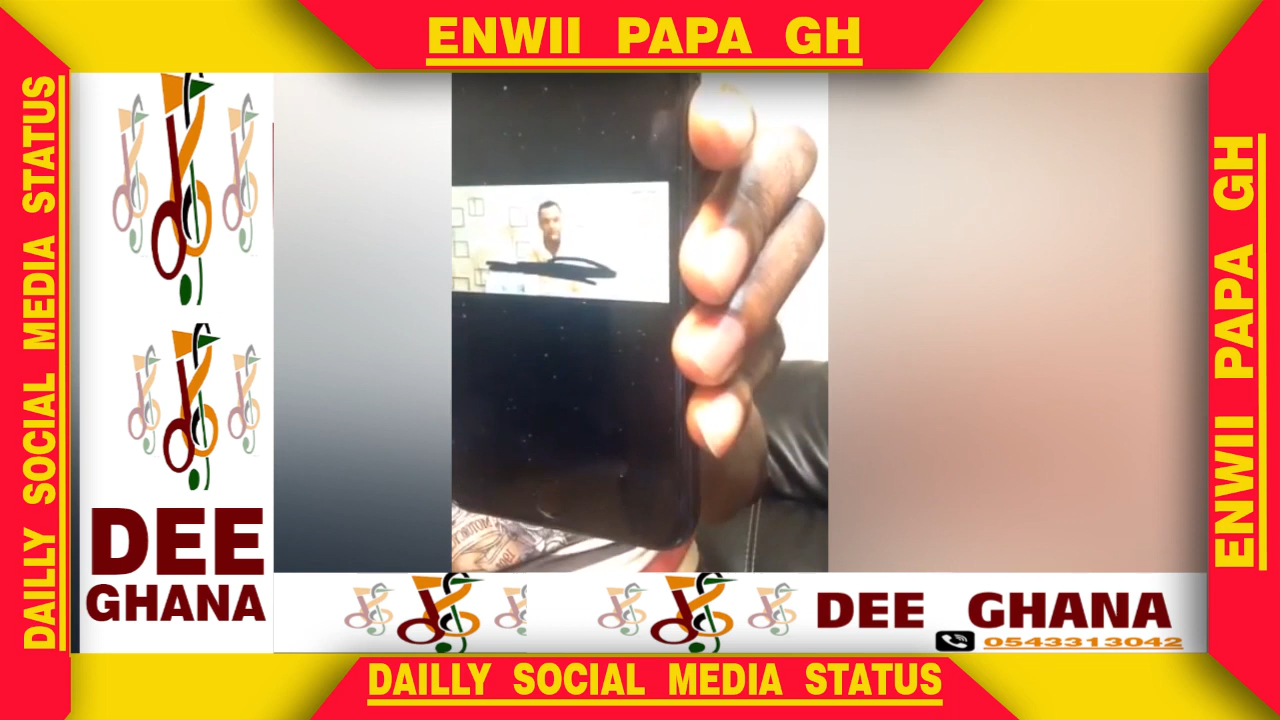 ENWII PAPA GH
DAILLY SOCIAL MEDIA STATUS
ENWII PAPA GH
DEE
GHANA
DEE GHANA
0543313042
DAILLY SOCIAL MEDIA STATUS